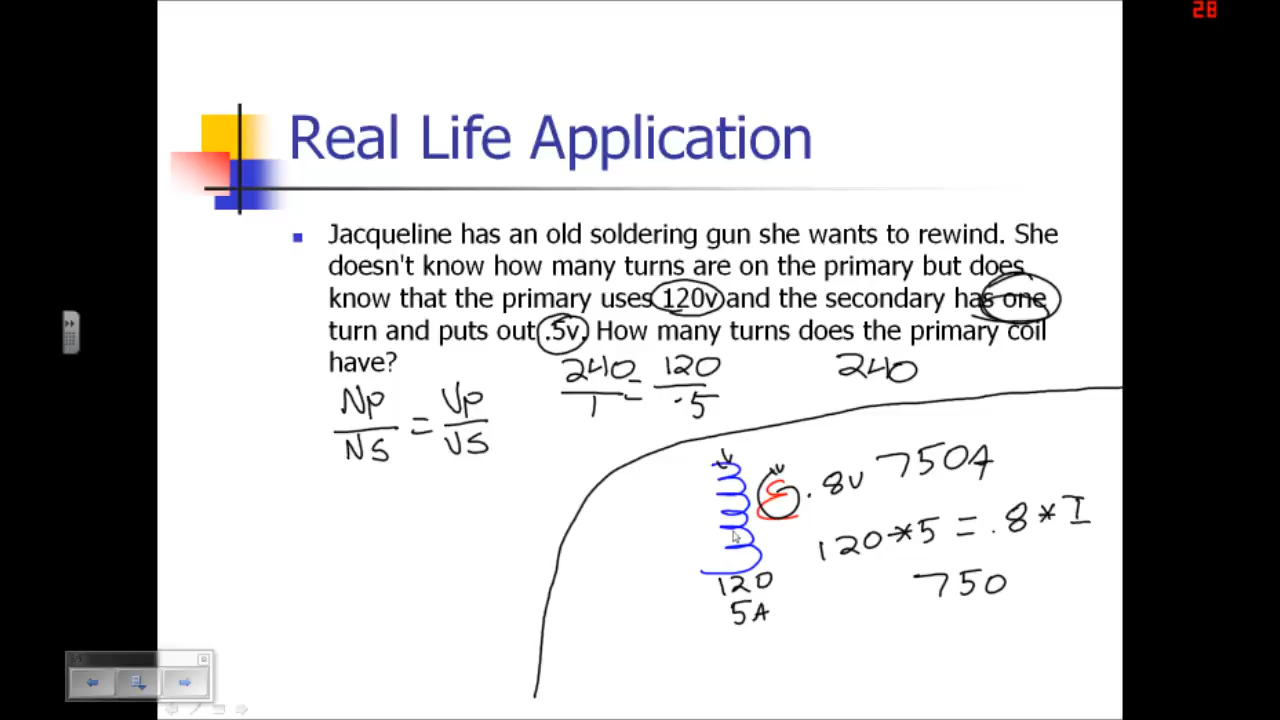 28
Real Life Application
Jacqueline has an old soldering gun she wants to rewind. She
doesn't know how many turns are on the primary but does
know that the primary uses 120v and the secondary has one
turn and puts out .5v. How many turns does the primary coil
have?
240/1 = 120/.5
240
Np/NS = Vp/VS
.8v 750A
120*5 = .8*I
750
120
5A